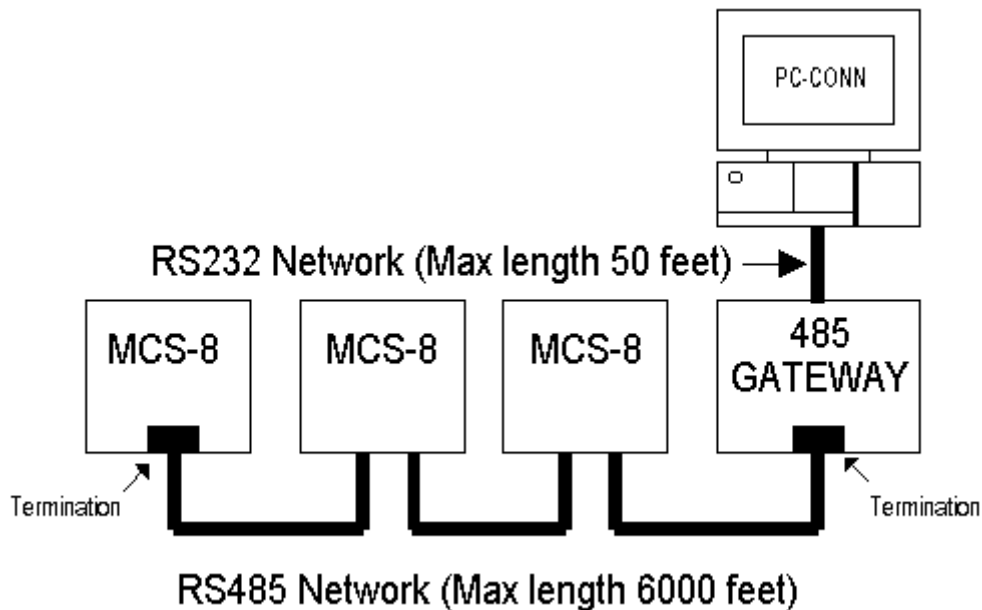 PC-CONN
RS232 Network (Max length 50 feet)
MCS-8
MCS-8
MCS-8
485
GATEWAY
Termination
Termination
RS485 Network (Max length 6000 feet)